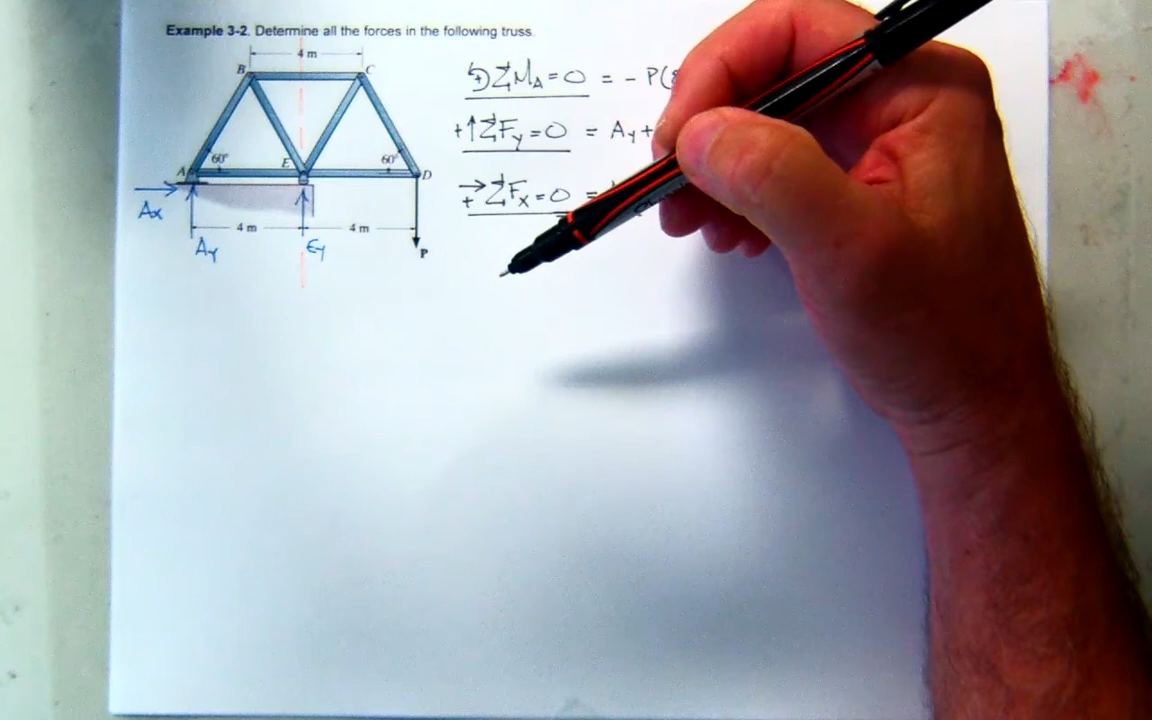 Example 3-2. Determine all the forces in the following truss.
4 m
B C
60° E 60°
A D
Ax
4 m 4 m
Ay Ey P
+ΣM_A = 0 = - P(
+↑ΣFy = 0 = Ay +
→+ΣFx = 0 =